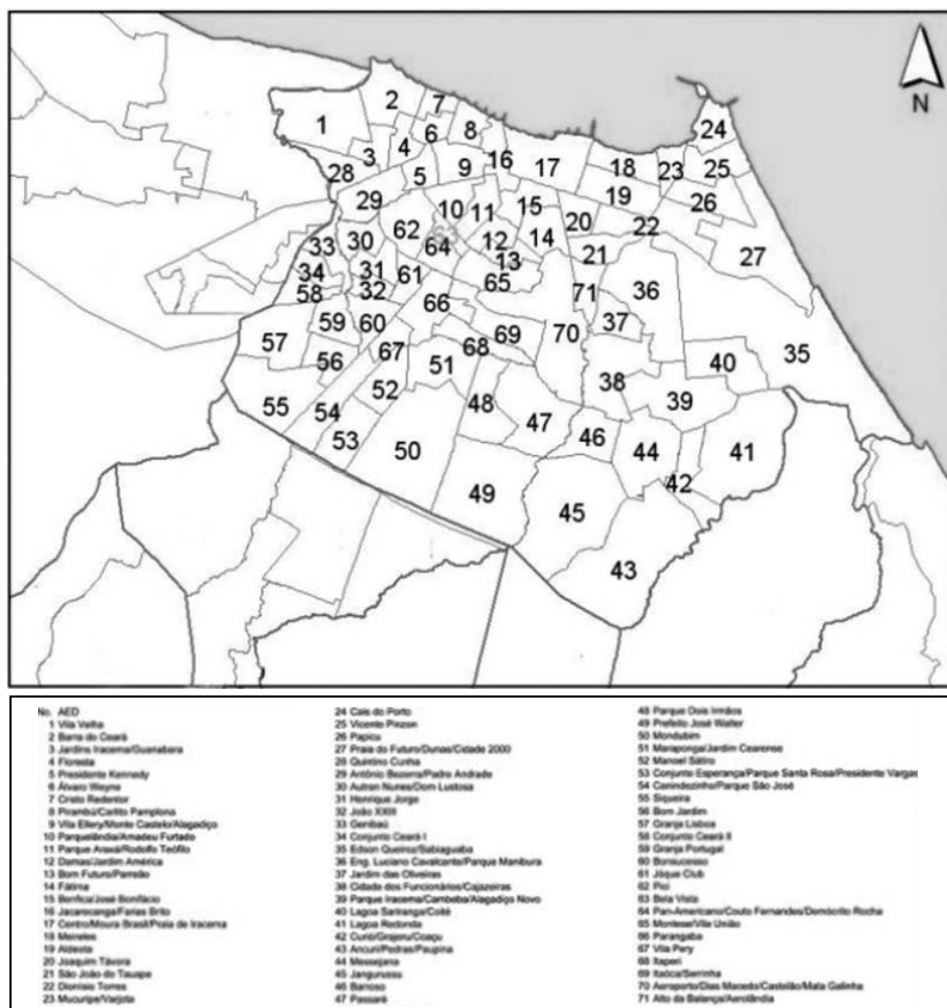 N
24
2
7
1
4
6
8
16
3
9
17
18
23
25
28
5
29
19
26
10
11
15
20
22
62
63
12
14
33
30
64
13
21
27
34
31
61
65
58
32
66
71
36
59
60
37
57
69
70
56
67
68
51
40
35
52
38
55
54
48
47
39
53
46
50
44
41
49
42
45
43
No. AED
1 Vila Velha
2 Barra do Ceará
3 Jardins Iracema/Guanabara
4 Floresta
5 Presidente Kennedy
6 Álvaro Weyne
7 Cristo Redentor
8 Pirambú/Carlito Pamplona
9 Vila Ellery/Monte Castelo/Alagadiço
10 Parquelândia/Amadeu Furtado
11 Parque Araxá/Rodolfo Teófilo
12 Damas/Jardim América
13 Bom Futuro/Parreão
14 Fátima
15 Benfica/José Bonifácio
16 Jacarecanga/Farias Brito
17 Centro/Moura Brasil/Praia de Iracema
18 Meireles
19 Aldeota
20 Joaquim Távora
21 São João do Tauape
22 Dionísio Torres
23 Mucuripe/Varjota
24 Cais do Porto
25 Vicente Pinzon
26 Papicu
27 Praia do Futuro/Dunas/Cidade 2000
28 Quintino Cunha
29 Antônio Bezerra/Padre Andrade
30 Autran Nunes/Dom Lustosa
31 Henrique Jorge
32 João XXIII
33 Genibaú
34 Conjunto Ceará I
35 Edson Queiroz/Sabiaguaba
36 Eng. Luciano Cavalcante/Parque Manibura
37 Jardim das Oliveiras
38 Cidade dos Funcionários/Cajazeiras
39 Parque Iracema/Cambeba/Alagadiço Novo
40 Lagoa Sariranga/Coité
41 Lagoa Redonda
42 Curió/Grajeru/Coaçu
43 Ancuri/Pedras/Paupina
44 Messejana
45 Jangurussu
46 Barroso
47 Passaré
48 Parque Dois Irmãos
49 Prefeito José Walter
50 Mondubim
51 Maraponga/Jardim Cearense
52 Manoel Sátiro
53 Conjunto Esperança/Parque Santa Rosa/Presidente Vargas
54 Canindezinho/Parque São José
55 Siqueira
56 Bom Jardim
57 Granja Lisboa
58 Conjunto Ceará II
59 Granja Portugal
60 Bonsucesso
61 Jóque Club
62 Pici
63 Bela Vista
64 Pan-Americano/Couto Fernandes/Demócrito Rocha
65 Montese/Vila União
66 Parangaba
67 Vila Pery
68 Itaperi
69 Itaóca/Serrinha
70 Aeroporto/Dias Macedo/Castelão/Mata Galinha
71 Alto da Balança/Aerolândia